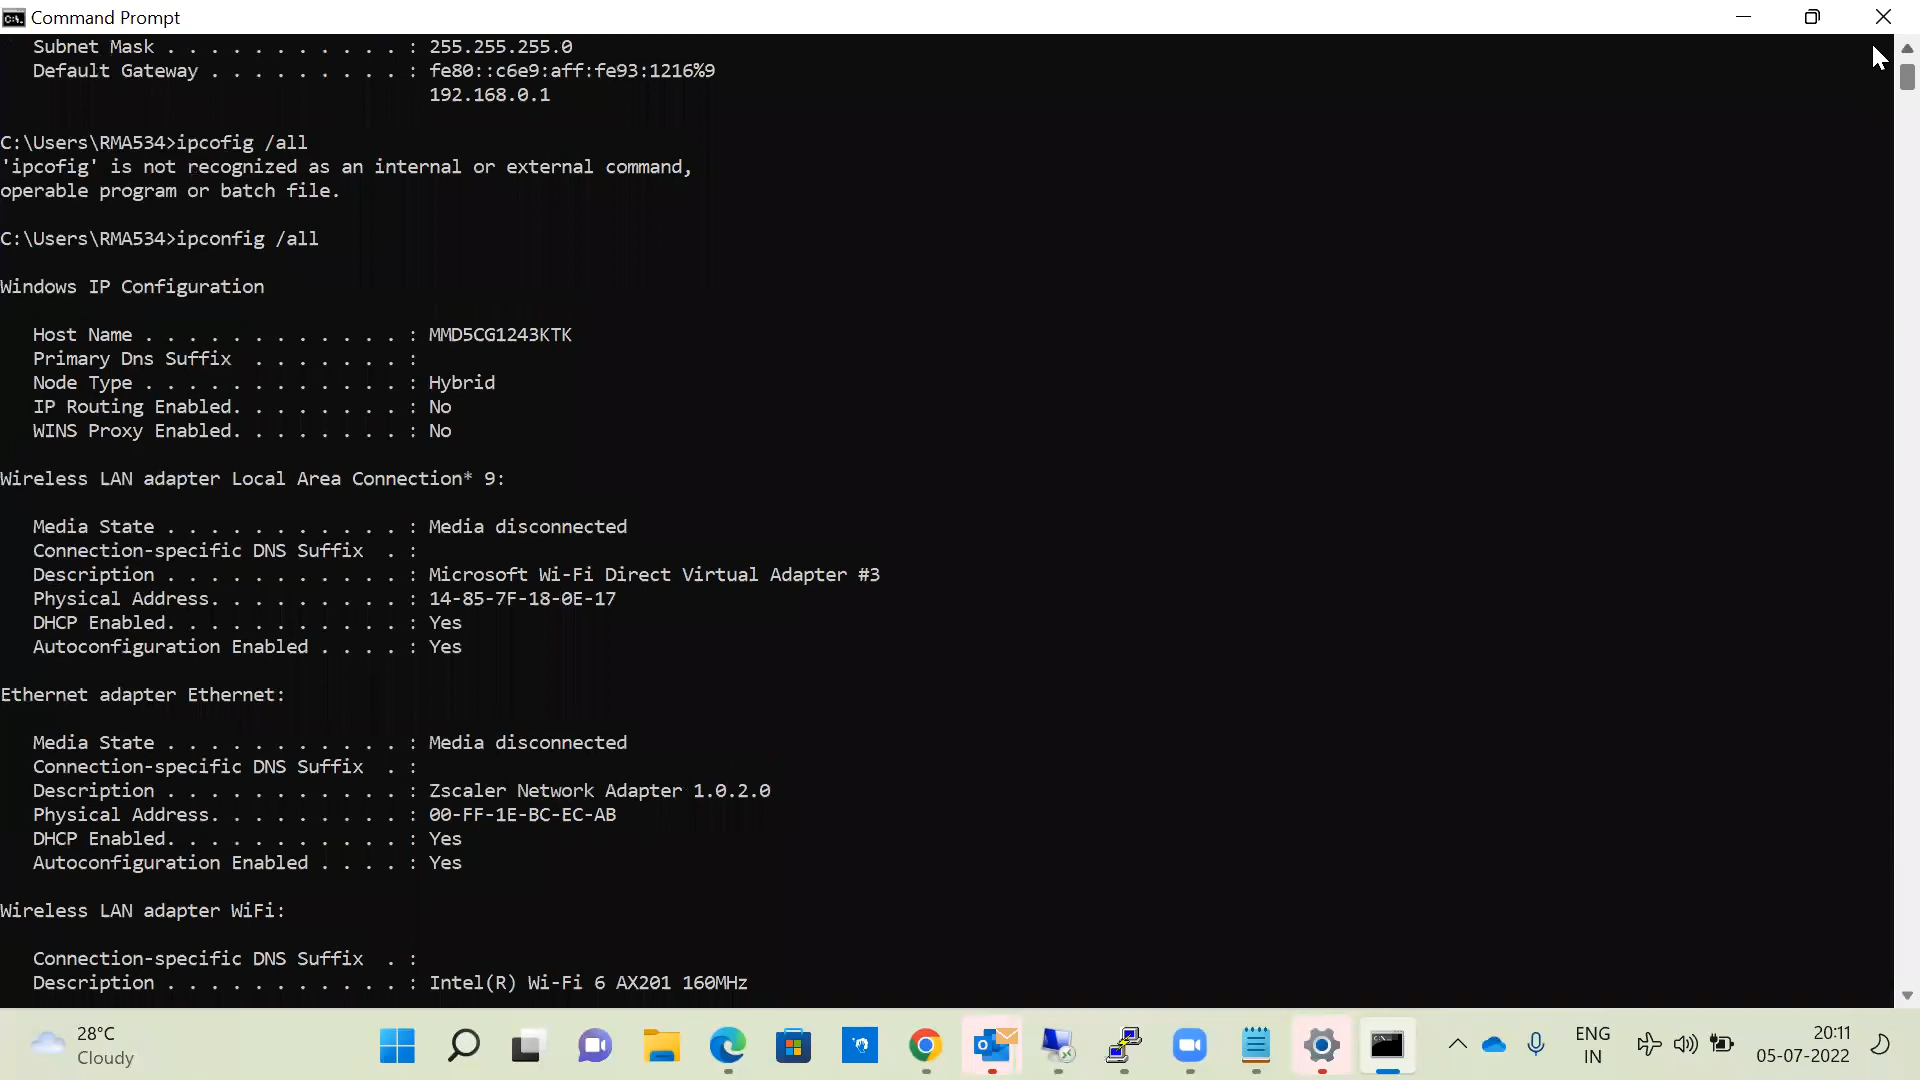 Command Prompt
Subnet Mask . . . . . . . . . . . : 255.255.255.0
Default Gateway . . . . . . . . . : fe80::c6e9:aff:fe93:1216%9
192.168.0.1
C:\Users\RMA534>ipcofig /all
'ipcofig' is not recognized as an internal or external command,
operable program or batch file.
C:\Users\RMA534>ipconfig /all
Windows IP Configuration
Host Name . . . . . . . . . . . . : MMD5CG1243KTK
Primary Dns Suffix  . . . . . . . :
Node Type . . . . . . . . . . . . : Hybrid
IP Routing Enabled. . . . . . . . : No
WINS Proxy Enabled. . . . . . . . : No
Wireless LAN adapter Local Area Connection* 9:
Media State . . . . . . . . . . . : Media disconnected
Connection-specific DNS Suffix  . :
Description . . . . . . . . . . . : Microsoft Wi-Fi Direct Virtual Adapter #3
Physical Address. . . . . . . . . : 14-85-7F-18-0E-17
DHCP Enabled. . . . . . . . . . . : Yes
Autoconfiguration Enabled . . . . : Yes
Ethernet adapter Ethernet:
Media State . . . . . . . . . . . : Media disconnected
Connection-specific DNS Suffix  . :
Description . . . . . . . . . . . : Zscaler Network Adapter 1.0.2.0
Physical Address. . . . . . . . . : 00-FF-1E-BC-EC-AB
DHCP Enabled. . . . . . . . . . . : Yes
Autoconfiguration Enabled . . . . : Yes
Wireless LAN adapter WiFi:
Connection-specific DNS Suffix  . :
Description . . . . . . . . . . . : Intel(R) Wi-Fi 6 AX201 160MHz
28°C
Cloudy
ENG
IN
20:11
05-07-2022